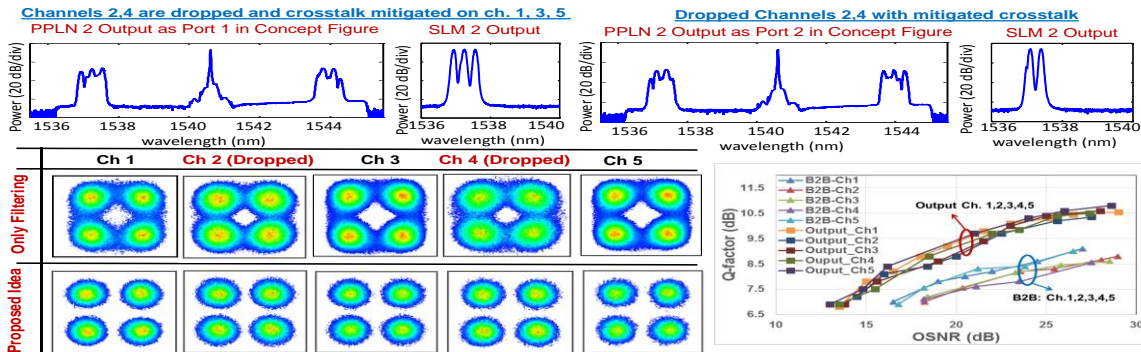 Channels 2,4 are dropped and crosstalk mitigated on ch. 1, 3, 5
PPLN 2 Output as Port 1 in Concept Figure
SLM 2 Output
Power (20 dB/div)
1536 1538 1540 1542 1544
wavelength (nm)
Power (20 dB/div)
1536 1538 1540
Dropped Channels 2,4 with mitigated crosstalk
PPLN 2 Output as Port 2 in Concept Figure
SLM 2 Output
Power (20 dB/div)
1536 1538 1540 1542 1544
wavelength (nm)
Power (20 dB/div)
1536 1538 1540
Ch 1 Ch 2 (Dropped) Ch 3 Ch 4 (Dropped) Ch 5
Only Filtering
Proposed Idea
Q-factor (dB)
11.5
10.5
9.5
8.5
7.5
6.5
B2B-Ch1
B2B-Ch2
B2B-Ch3
B2B-Ch4
B2B-Ch5
Output_Ch1
Output_Ch2
Output_Ch3
Ouput_Ch4
Ouput_Ch5
Output Ch. 1,2,3,4,5
B2B: Ch.1,2,3,4,5
10 15 20 25 30
OSNR (dB)